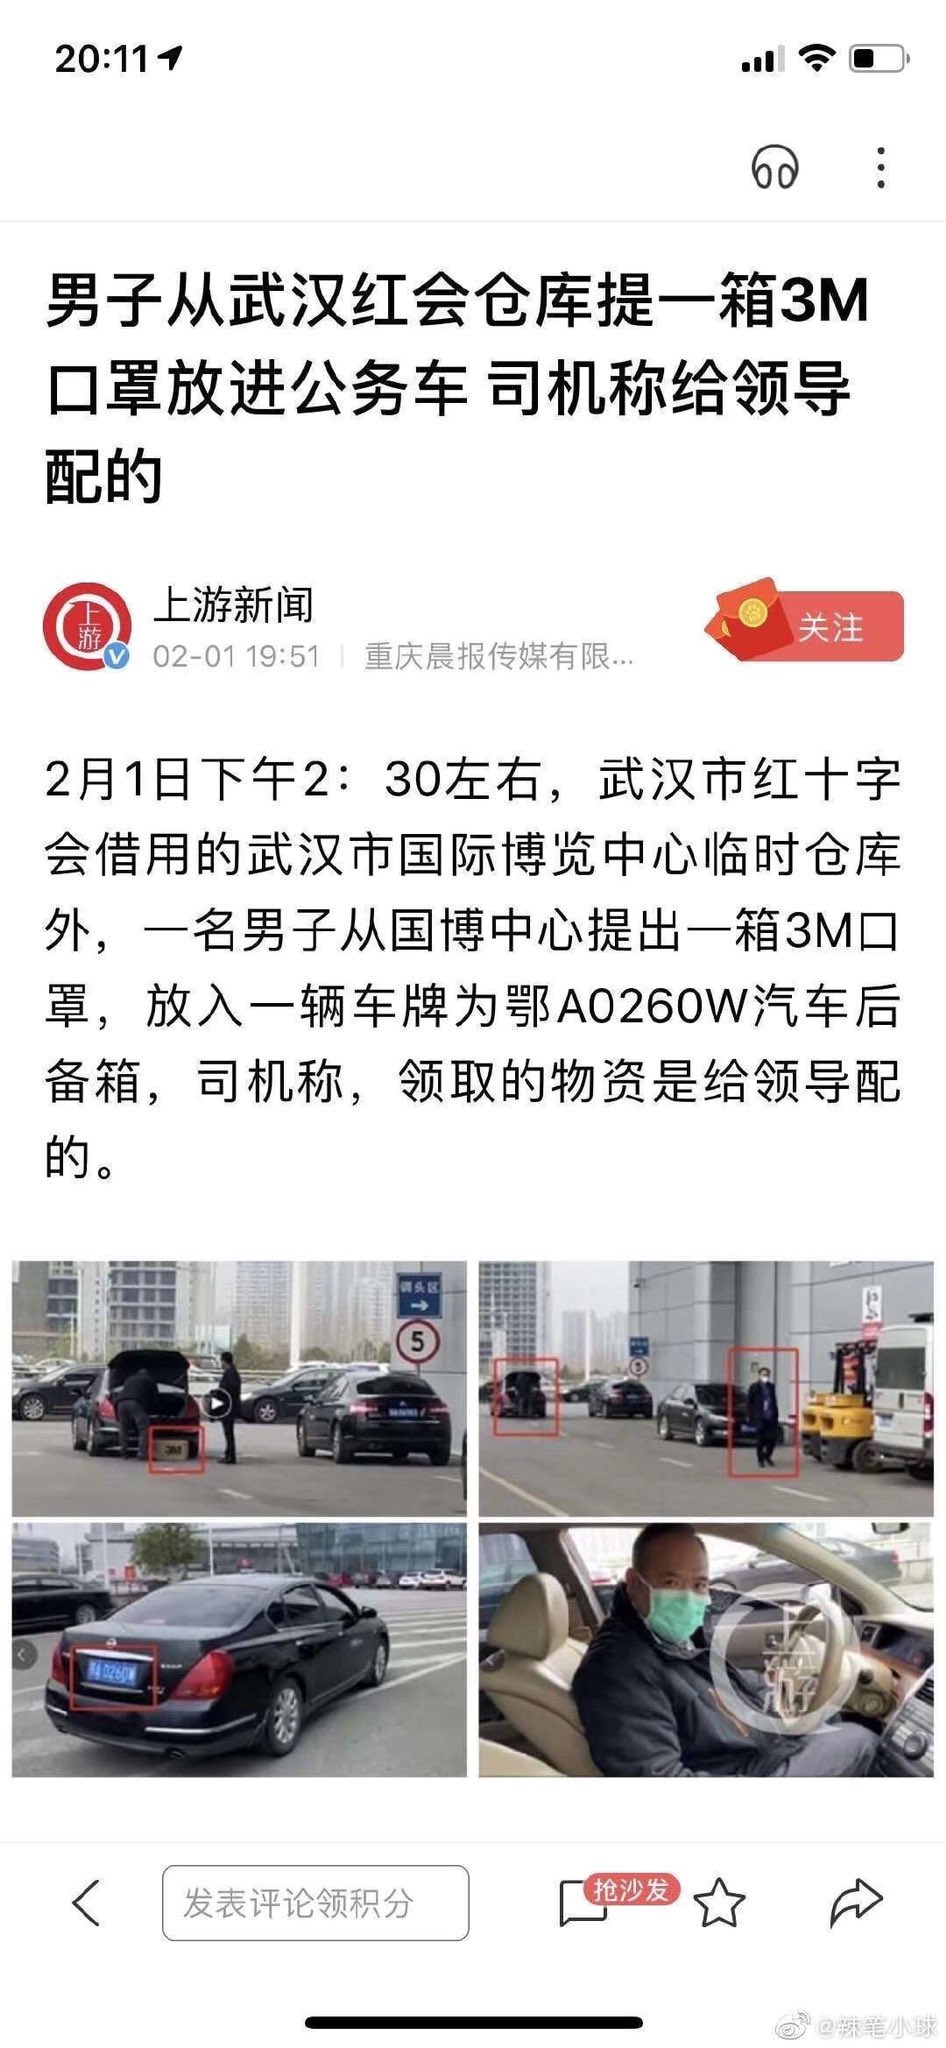 20:11
男子从武汉红会仓库提一箱3M
口罩放进公务车 司机称给领导
配的
上游
上游新闻
02-01 19:51
重庆晨报传媒有限...
关注
2月1日下午2：30左右，武汉市红十字
会借用的武汉市国际博览中心临时仓库
外，一名男子从国博中心提出一箱3M口
罩，放入一辆车牌为鄂A0260W汽车后
备箱，司机称，领取的物资是给领导配
的。
调头区
5
3M
5
A·0260W
上游
发表评论领积分
抢沙发
@辣笔小球